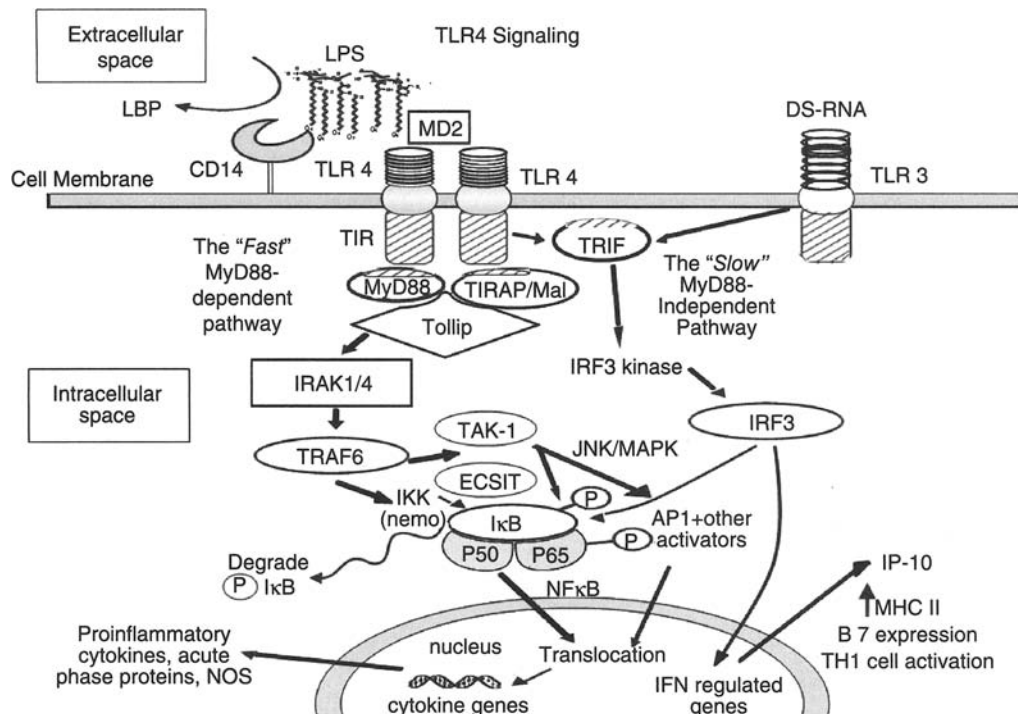 Extracellular
space
TLR4 Signaling
LPS
LBP
MD2
DS-RNA
CD14
TLR 4
TLR 4
TLR 3
Cell Membrane
TIR
TRIF
The "Fast"
MyD88-
dependent
pathway
MyD88
TIRAP/Mal
The "Slow"
MyD88-
Independent
Pathway
Tollip
IRF3 kinase
Intracellular
space
IRAK1/4
IRF3
TAK-1
JNK/MAPK
TRAF6
ECSIT
IKK
(nemo)
P
IκB
AP1+other
activators
P
P50
P65
Degrade
P IκB
NFκB
IP-10
MHC II
B 7 expression
TH1 cell activation
Proinflammatory
cytokines, acute
phase proteins, NOS
nucleus
Translocation
cytokine genes
IFN regulated
genes